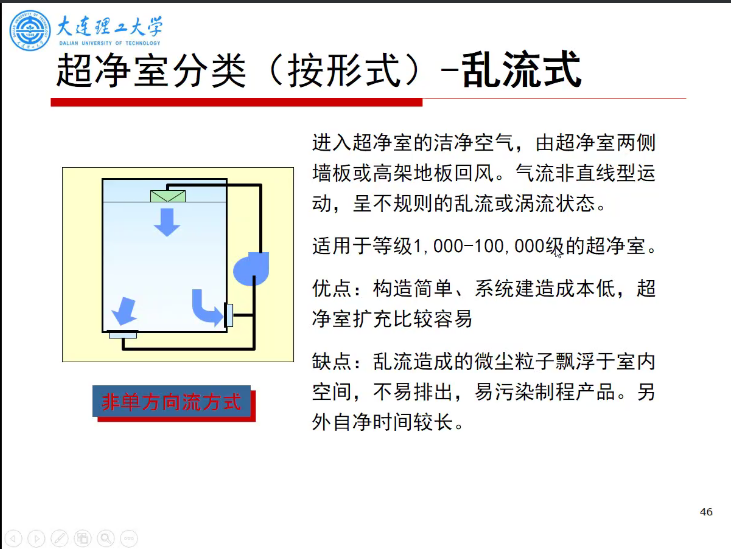 大连理工大学
DALIAN UNIVERSITY OF TECHNOLOGY
超净室分类（按形式）-乱流式
进入超净室的洁净空气，由超净室两侧
墙板或高架地板回风。气流非直线型运
动，呈不规则的乱流或涡流状态。
适用于等级1,000-100,000级的超净室。
优点：构造简单、系统建造成本低，超
净室扩充比较容易
缺点：乱流造成的微尘粒子飘浮于室内
空间，不易排出，易污染制程产品。另
外自净时间较长。
非单方向流方式
46